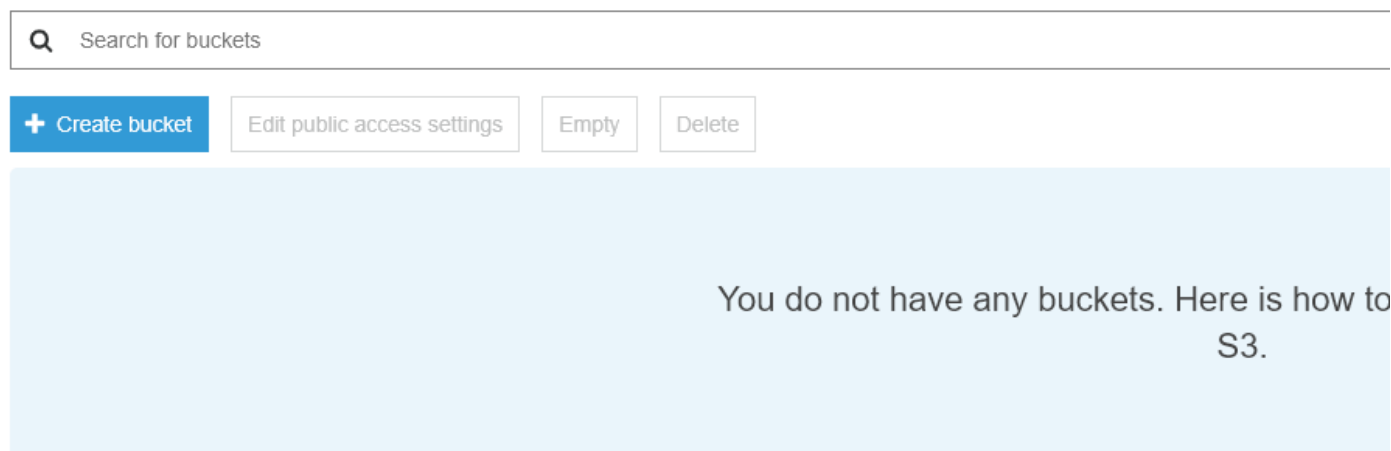 Search for buckets
+ Create bucket Edit public access settings Empty Delete
You do not have any buckets. Here is how to
S3.